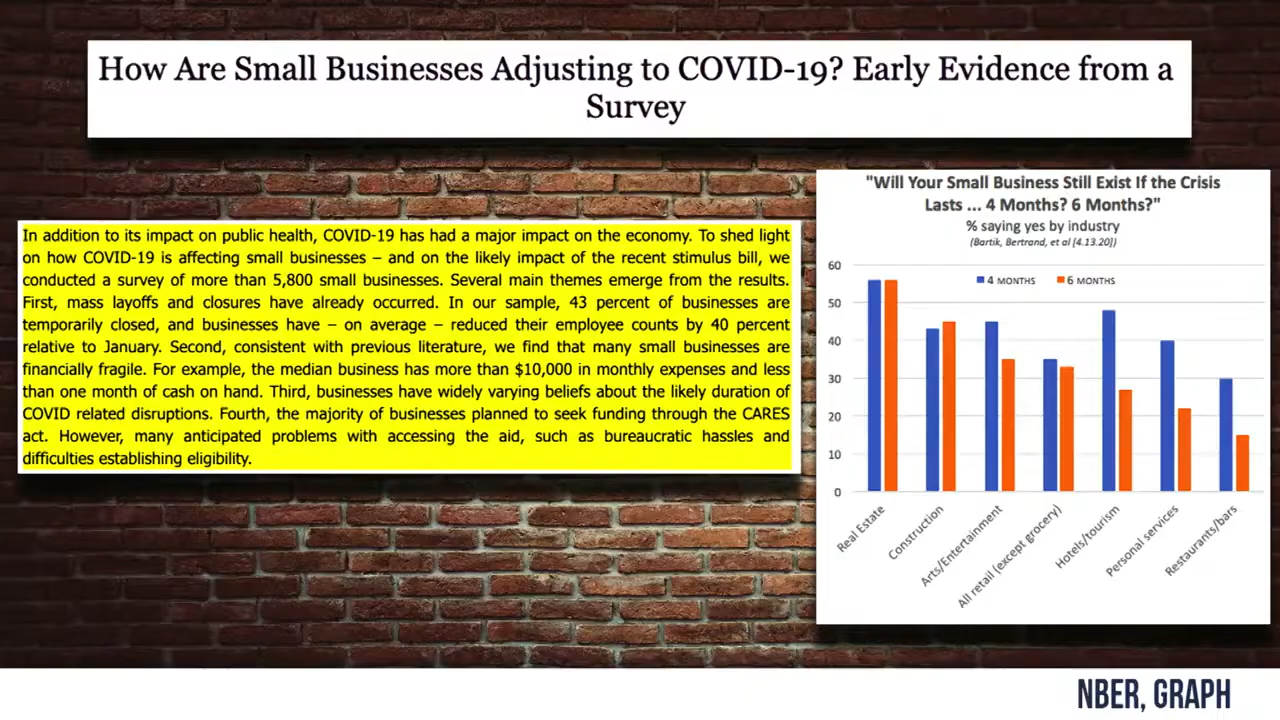 How Are Small Businesses Adjusting to COVID-19? Early Evidence from a
Survey
In addition to its impact on public health, COVID-19 has had a major impact on the economy. To shed light
on how COVID-19 is affecting small businesses – and on the likely impact of the recent stimulus bill, we
conducted a survey of more than 5,800 small businesses. Several main themes emerge from the results.
First, mass layoffs and closures have already occurred. In our sample, 43 percent of businesses are
temporarily closed, and businesses have – on average – reduced their employee counts by 40 percent
relative to January. Second, consistent with previous literature, we find that many small businesses are
financially fragile. For example, the median business has more than $10,000 in monthly expenses and less
than one month of cash on hand. Third, businesses have widely varying beliefs about the likely duration of
COVID related disruptions. Fourth, the majority of businesses planned to seek funding through the CARES
act. However, many anticipated problems with accessing the aid, such as bureaucratic hassles and
difficulties establishing eligibility.
"Will Your Small Business Still Exist If the Crisis
Lasts ... 4 Months? 6 Months?"
% saying yes by industry
(Bartik, Bertrand, et al [4.13.20])
60
4 MONTHS 6 MONTHS
50
40
30
20
10
0
Real Estate
Construction
Arts/Entertainment
All retail (except grocery)
Hotels/tourism
Personal services
Restaurants/bars
NBER, GRAPH